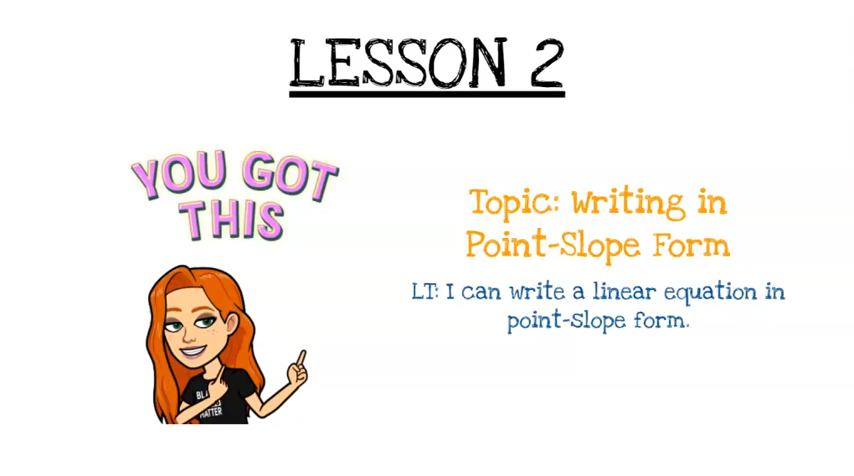 LESSON 2
YOU GOT
THIS
Topic: Writing in
Point-Slope Form
LT: I can write a linear equation in
point-slope form.
MATTER